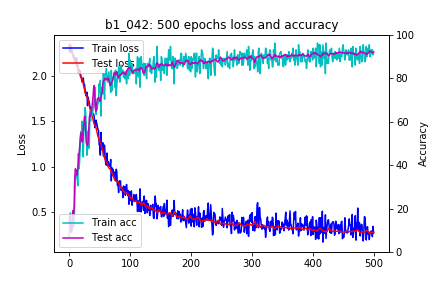 b1_042: 500 epochs loss and accuracy
Train loss
Test loss
Train acc
Test acc
Loss
2.0
1.5
1.0
0.5
Accuracy
100
80
60
40
20
0
0
100
200
300
400
500